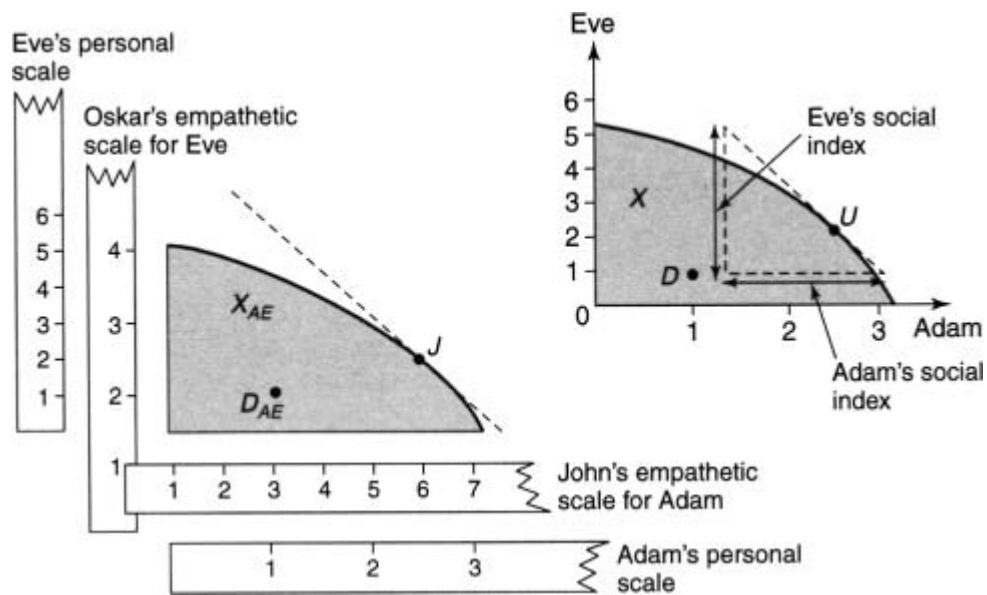 Eve's personal
scale
Oskar's empathetic
scale for Eve
6
5
4
3
2
1
4
3
2
1
X_AE
D_AE
J
1 2 3 4 5 6 7
John's empathetic
scale for Adam
1 2 3
Adam's personal
scale
Eve
6
5
4
3
2
1
0
Eve's social
index
X
U
D
1 2 3
Adam
Adam's social
index